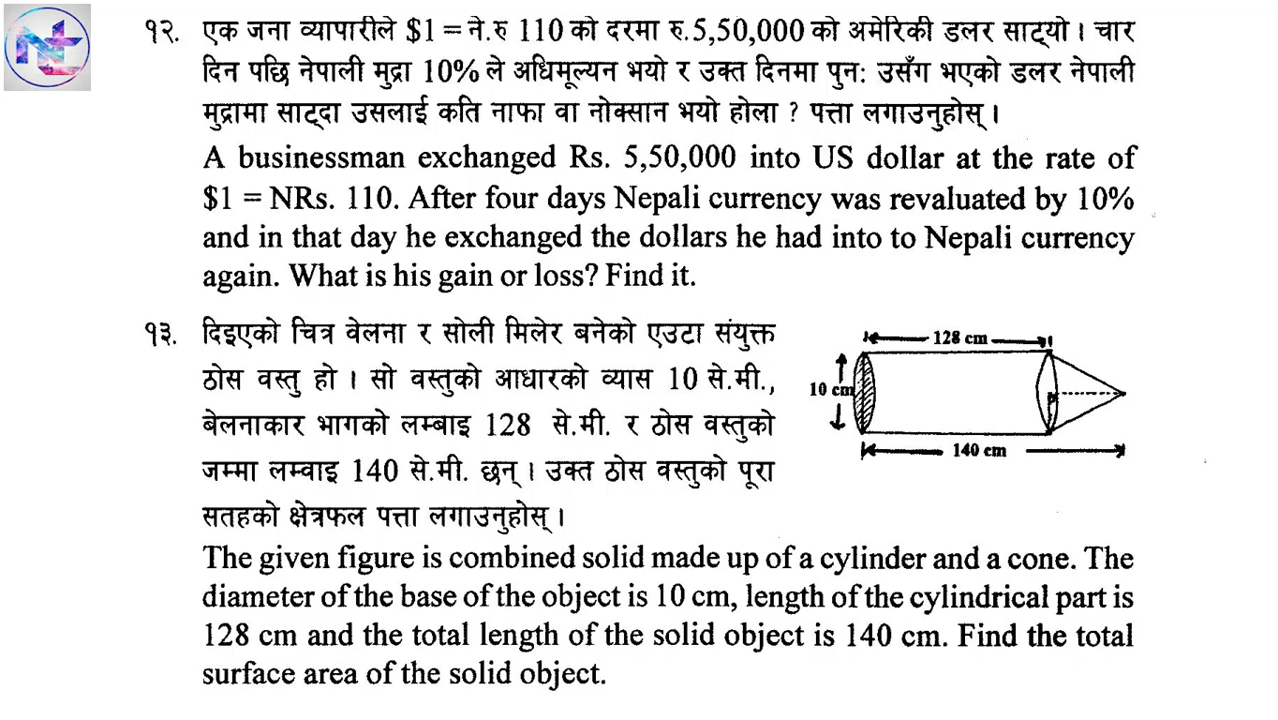 १२. एक जना व्यापारीले $1 = ने.रु 110 को दरमा रु.5,50,000 को अमेरिकी डलर साट्यो । चार
दिन पछि नेपाली मुद्रा 10% ले अधिमूल्यन भयो र उक्त दिनमा पुन: उसँग भएको डलर नेपाली
मुद्रामा साट्दा उसलाई कति नाफा वा नोक्सान भयो होला ? पत्ता लगाउनुहोस् ।
A businessman exchanged Rs. 5,50,000 into US dollar at the rate of
$1 = NRs. 110. After four days Nepali currency was revaluated by 10%
and in that day he exchanged the dollars he had into to Nepali currency
again. What is his gain or loss? Find it.
१३. दिइएको चित्र वेलना र सोली मिलेर बनेको एउटा संयुक्त
ठोस वस्तु हो । सो वस्तुको आधारको व्यास 10 से.मी.,
बेलनाकार भागको लम्बाइ 128 से.मी. र ठोस वस्तुको
जम्मा लम्वाइ 140 से.मी. छन् । उक्त ठोस वस्तुको पूरा
सतहको क्षेत्रफल पत्ता लगाउनुहोस् ।
128 cm
10 cm
140 cm
The given figure is combined solid made up of a cylinder and a cone. The
diameter of the base of the object is 10 cm, length of the cylindrical part is
128 cm and the total length of the solid object is 140 cm. Find the total
surface area of the solid object.